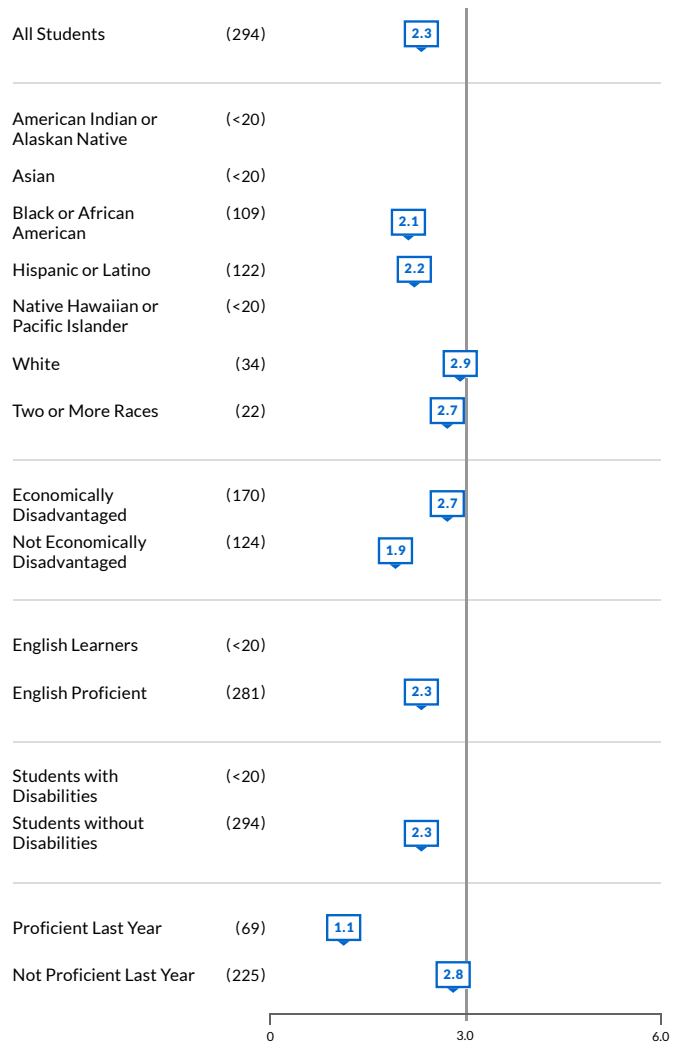 All Students (294) 2.3
American Indian or (<20)
Alaskan Native
Asian (<20)
Black or African (109) 2.1
American
Hispanic or Latino (122) 2.2
Native Hawaiian or (<20)
Pacific Islander
White (34) 2.9
Two or More Races (22) 2.7
Economically (170) 2.7
Disadvantaged
Not Economically (124) 1.9
Disadvantaged
English Learners (<20)
English Proficient (281) 2.3
Students with (<20)
Disabilities
Students without (294) 2.3
Disabilities
Proficient Last Year (69) 1.1
Not Proficient Last Year (225) 2.8
0 3.0 6.0